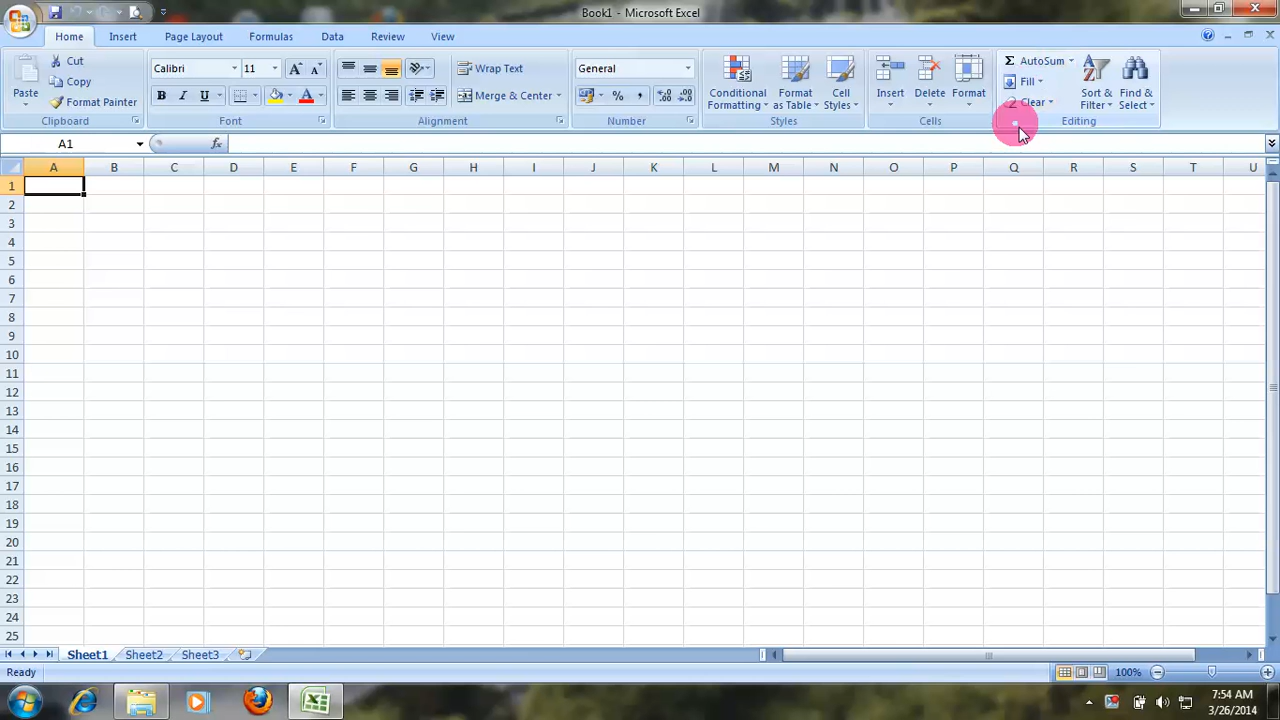 Book1 - Microsoft Excel
Home Insert Page Layout Formulas Data Review View
Paste
Cut
Copy
Format Painter
Clipboard
Calibri 11
B I U
Font
Wrap Text
Merge & Center
Alignment
General
% ,
Number
Conditional Formatting
Format as Table
Cell Styles
Styles
Insert Delete Format
Cells
Σ AutoSum
Fill
Clear
Sort & Filter
Find & Select
Editing
A1 fx
A B C D E F G H I J K L M N O P Q R S T U
1
2
3
4
5
6
7
8
9
10
11
12
13
14
15
16
17
18
19
20
21
22
23
24
25
Sheet1 Sheet2 Sheet3
Ready 100%
7:54 AM
3/26/2014